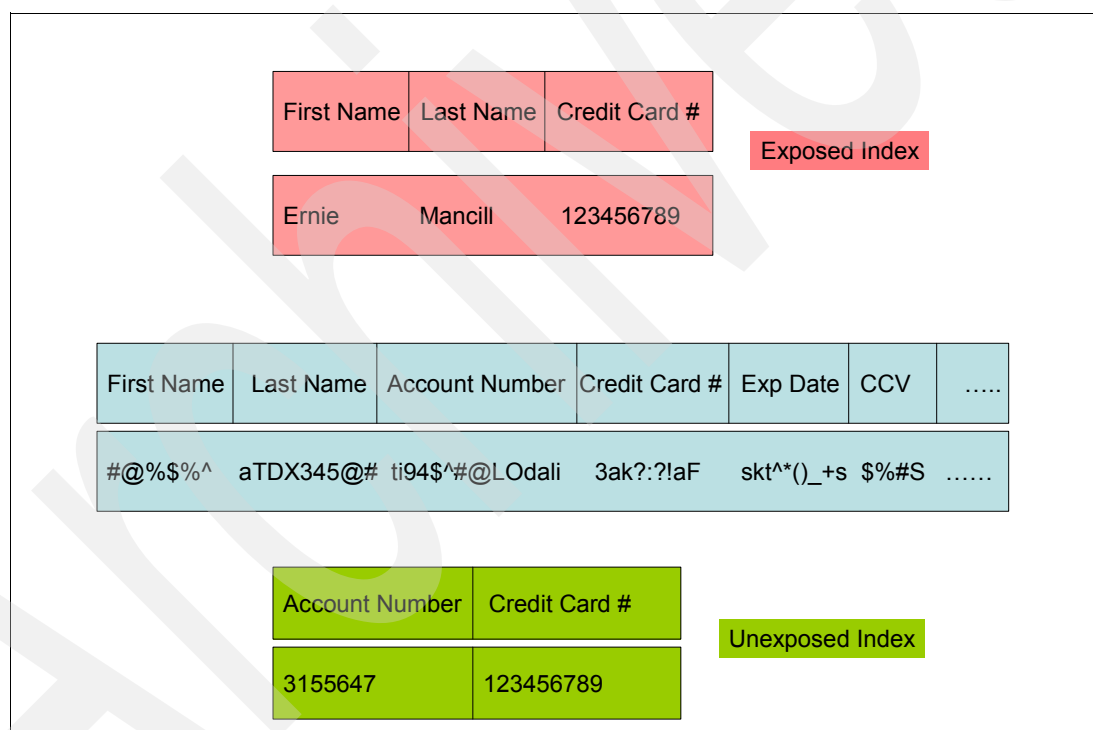 First Name Last Name Credit Card #
Exposed Index
Ernie Mancill 123456789
First Name Last Name Account Number Credit Card # Exp Date CCV .....
#@%$%^ aTDX345@# ti94$^#@LOdali 3ak?:?!aF skt^*()_+s $%#S ......
Account Number Credit Card #
Unexposed Index
3155647 123456789